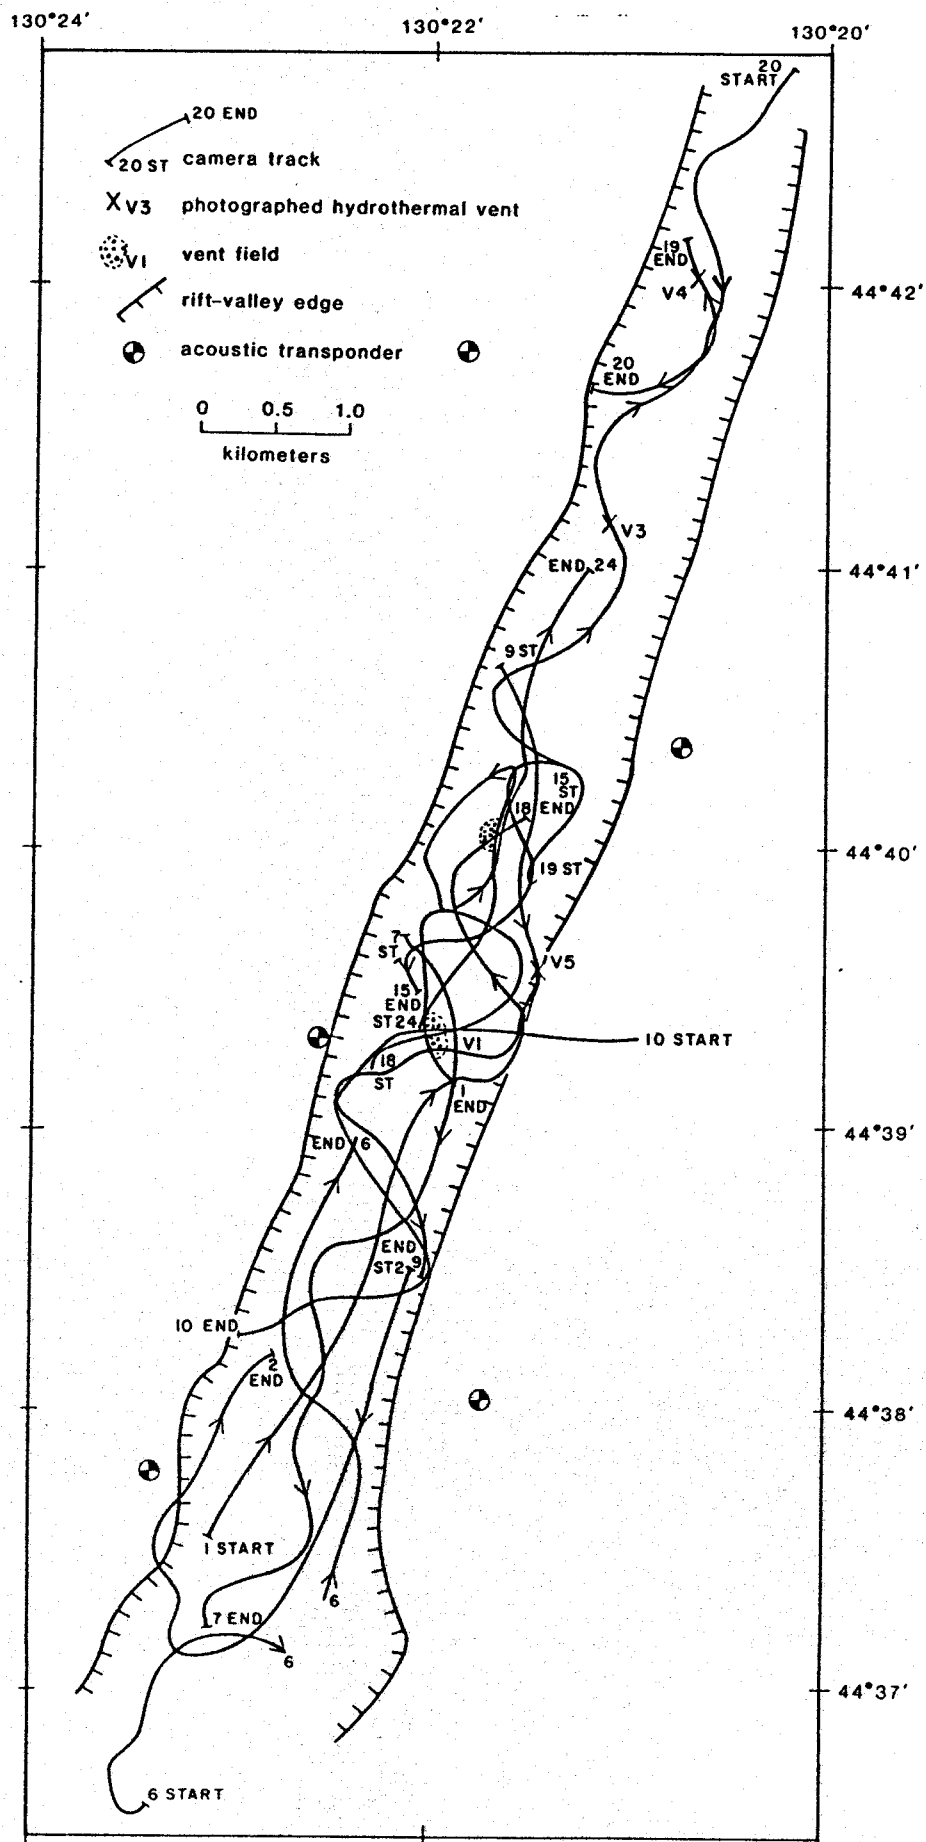 130°24′ 130°22′ 130°20′
20
START
20 END
20 ST camera track
XV3 photographed hydrothermal vent
V1 vent field
rift-valley edge
acoustic transponder
0 0.5 1.0
kilometers
19
END
V4
44°42′
20
END
V3
END 24
44°41′
9 ST
15
ST
18 END
44°40′
19 ST
7
ST
V5
15
END
ST 24
10 START
V1
18
ST
1
END
44°39′
END 6
END
ST2 9
10 END
2
END
44°38′
1 START
6
7 END
6
44°37′
6 START